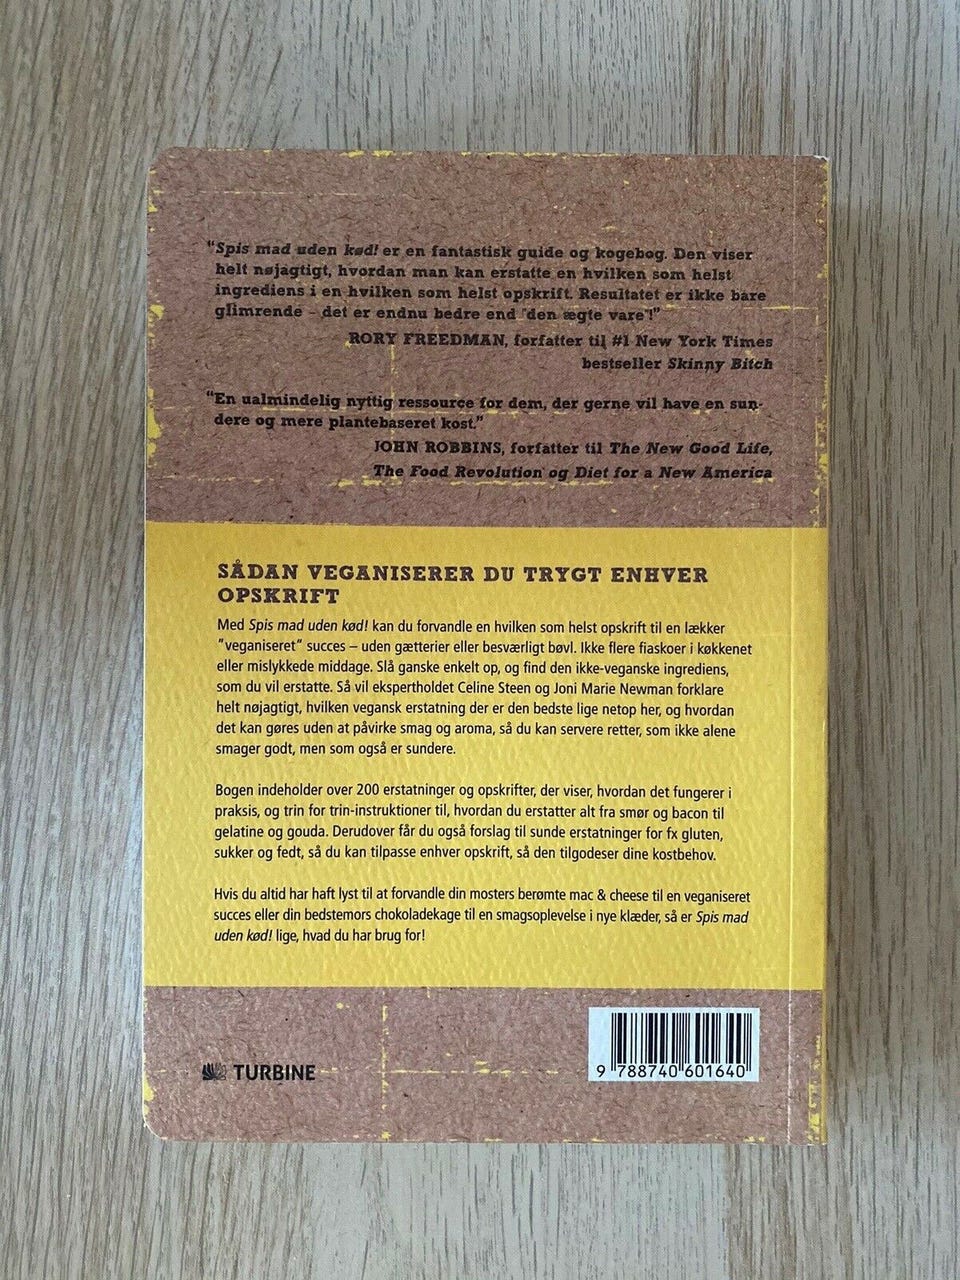 “Spis mad uden kød! er en fantastisk guide og kogebog. Den viser
helt nøjagtigt, hvordan man kan erstatte en hvilken som helst
ingrediens i en hvilken som helst opskrift. Resultatet er ikke bare
glimrende – det er endnu bedre end "den ægte vare"!”
RORY FREEDMAN, forfatter til #1 New York Times
bestseller Skinny Bitch
“En ualmindelig nyttig ressource for dem, der gerne vil have en sun-
dere og mere plantebaseret kost.”
JOHN ROBBINS, forfatter til The New Good Life,
The Food Revolution og Diet for a New America
SÅDAN VEGANISERER DU TRYGT ENHVER
OPSKRIFT
Med Spis mad uden kød! kan du forvandle en hvilken som helst opskrift til en lækker
"veganiseret" succes – uden gætterier eller besværligt bøvl. Ikke flere fiaskoer i køkkenet
eller mislykkede middage. Slå ganske enkelt op, og find den ikke-veganske ingrediens,
som du vil erstatte. Så vil ekspertholdet Celine Steen og Joni Marie Newman forklare
helt nøjagtigt, hvilken vegansk erstatning der er den bedste lige netop her, og hvordan
det kan gøres uden at påvirke smag og aroma, så du kan servere retter, som ikke alene
smager godt, men som også er sundere.
Bogen indeholder over 200 erstatninger og opskrifter, der viser, hvordan det fungerer i
praksis, og trin for trin-instruktioner til, hvordan du erstatter alt fra smør og bacon til
gelatine og gouda. Derudover får du også forslag til sunde erstatninger for fx gluten,
sukker og fedt, så du kan tilpasse enhver opskrift, så den tilgodeser dine kostbehov.
Hvis du altid har haft lyst til at forvandle din mosters berømte mac & cheese til en veganiseret
succes eller din bedstemors chokoladekage til en smagsoplevelse i nye klæder, så er Spis mad
uden kød! lige, hvad du har brug for!
TURBINE
9 788740 601640